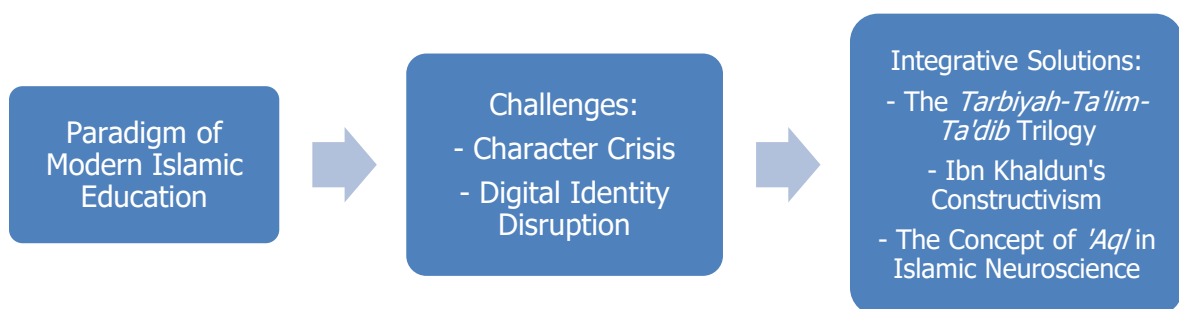 Paradigm of
Modern Islamic
Education
Challenges:
- Character Crisis
- Digital Identity
Disruption
Integrative Solutions:
- The Tarbiyah-Ta'lim-
Ta'dib Trilogy
- Ibn Khaldun's
Constructivism
- The Concept of 'Aql in
Islamic Neuroscience